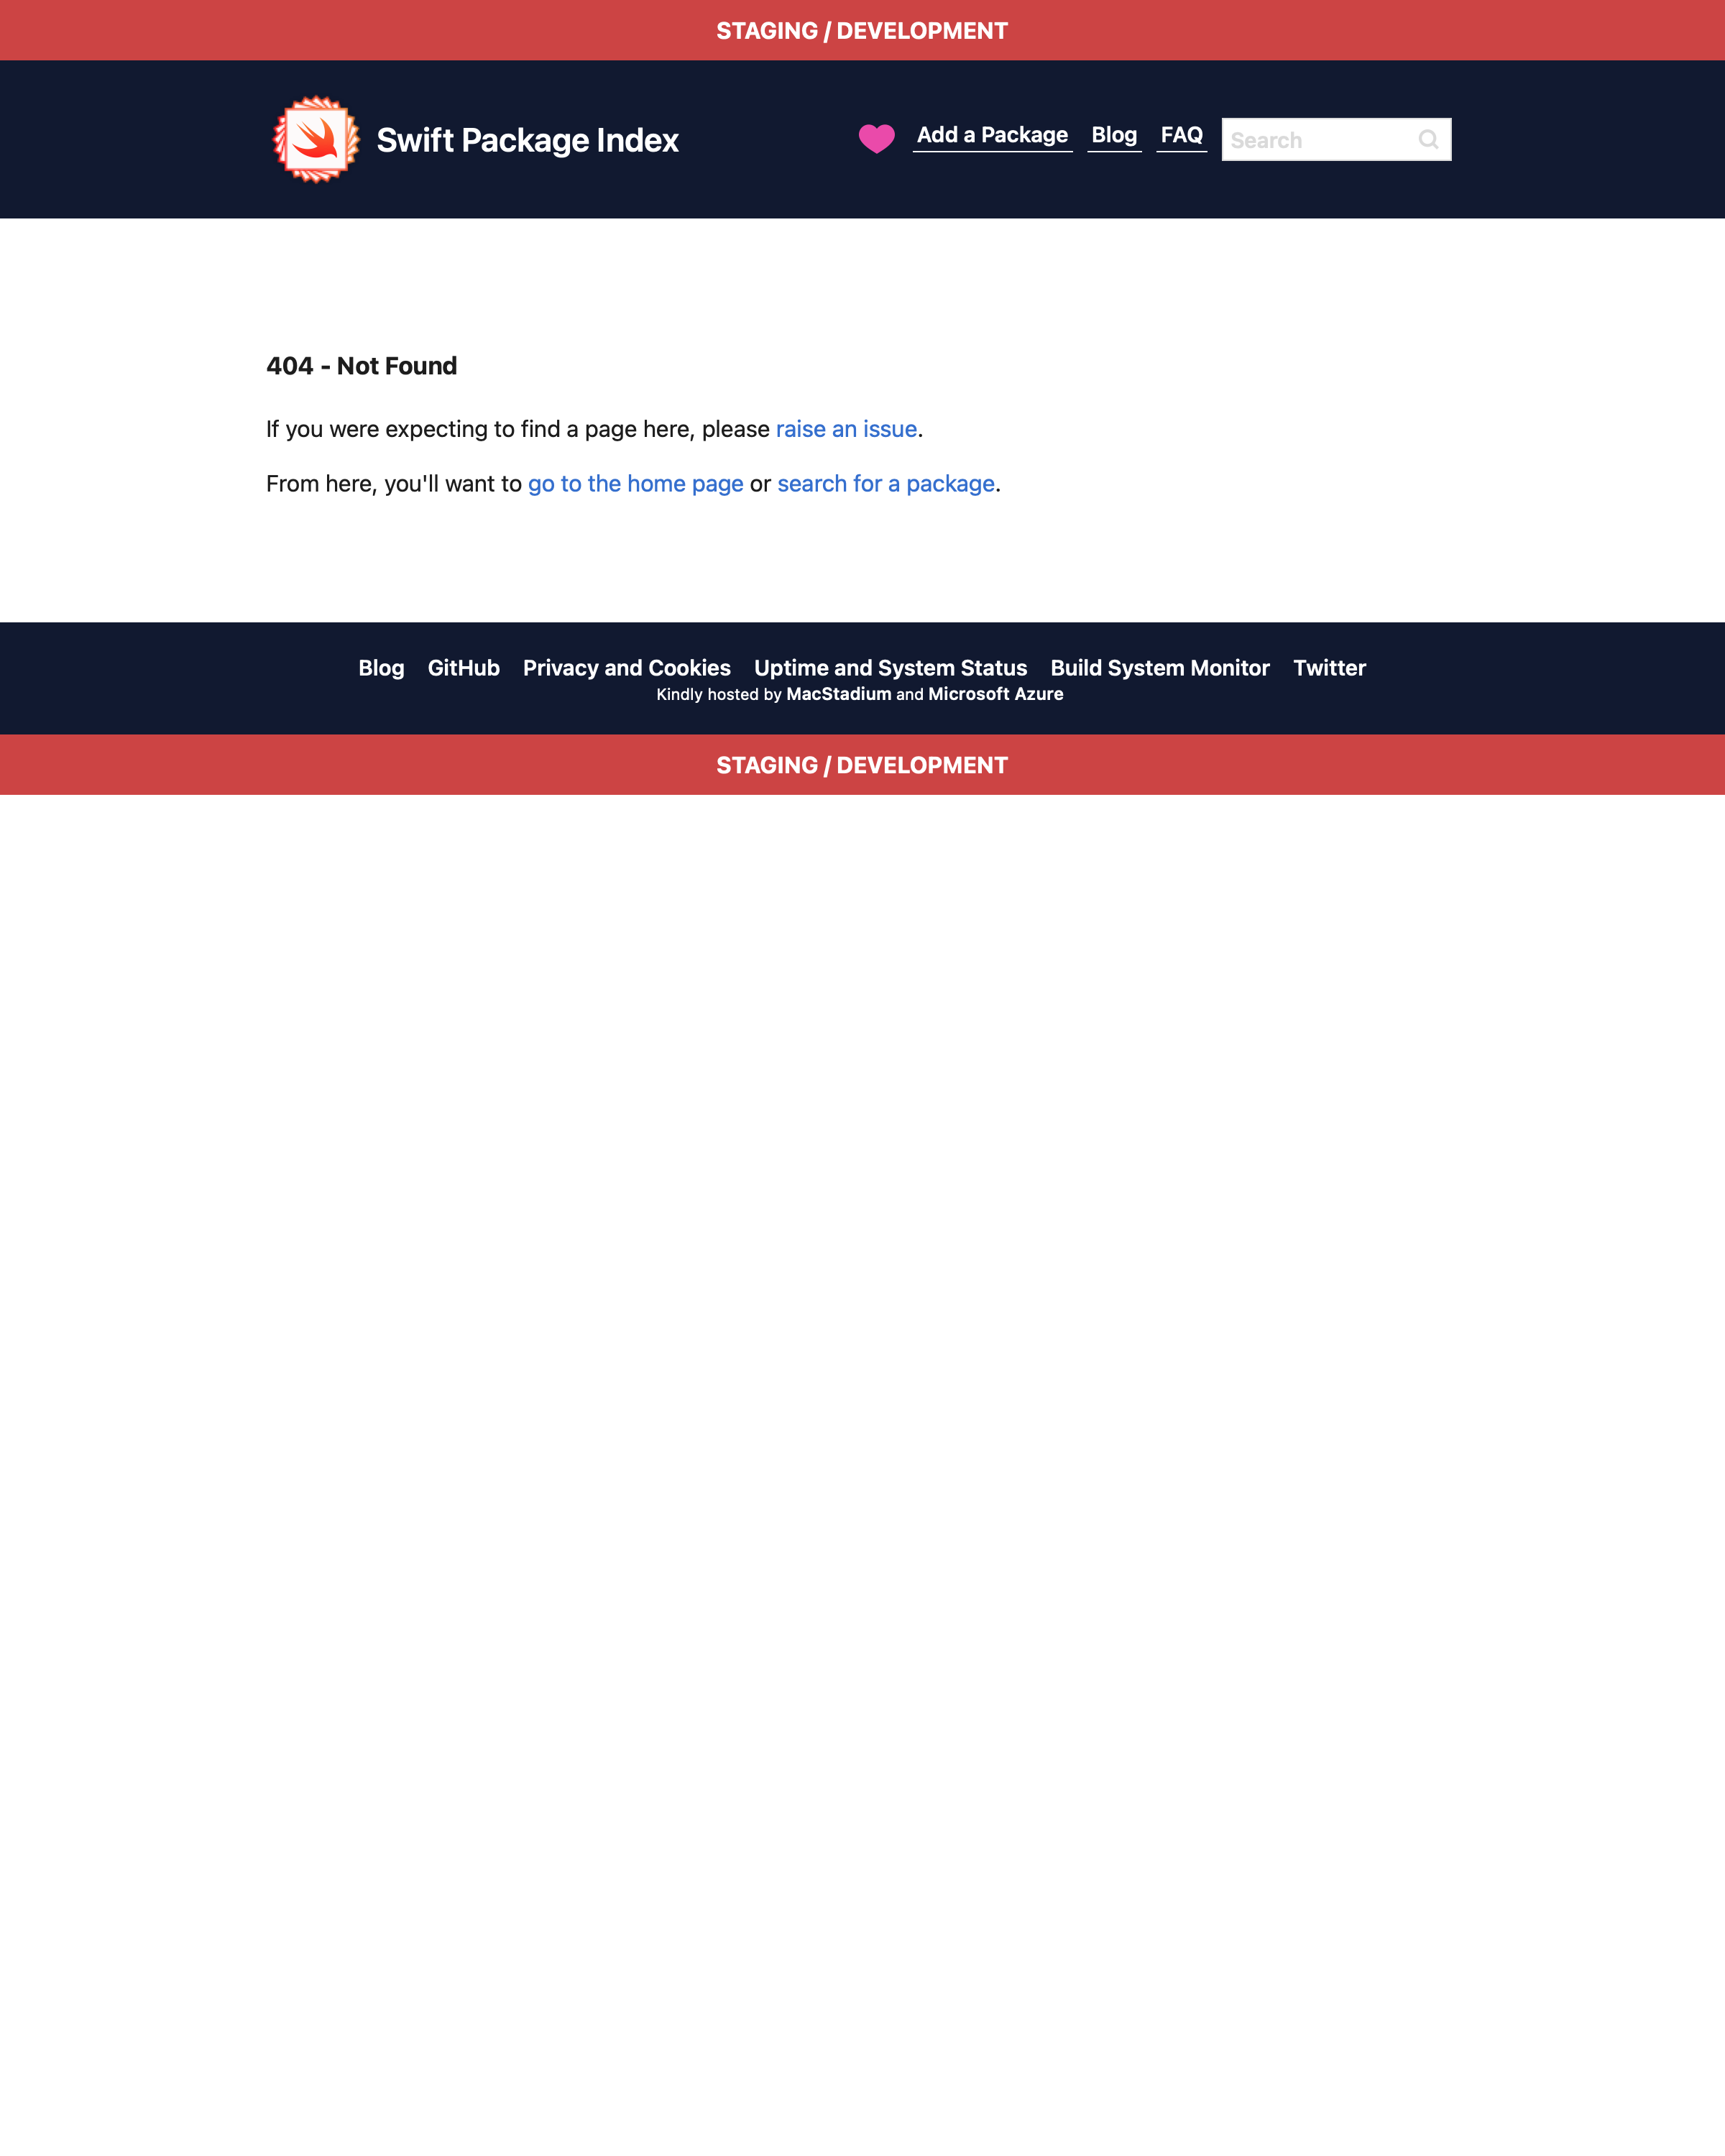 STAGING / DEVELOPMENT
Swift Package Index
Add a Package Blog FAQ Search
404 - Not Found
If you were expecting to find a page here, please raise an issue.
From here, you'll want to go to the home page or search for a package.
Blog GitHub Privacy and Cookies Uptime and System Status Build System Monitor Twitter
Kindly hosted by MacStadium and Microsoft Azure
STAGING / DEVELOPMENT